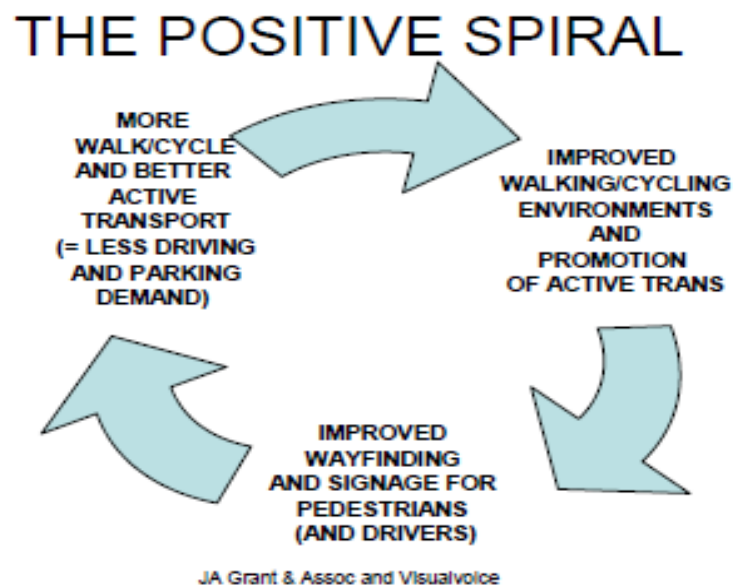 THE POSITIVE SPIRAL
MORE
WALK/CYCLE
AND BETTER
ACTIVE
TRANSPORT
(= LESS DRIVING
AND PARKING
DEMAND)
IMPROVED
WALKING/CYCLING
ENVIRONMENTS
AND
PROMOTION
OF ACTIVE TRANS
IMPROVED
WAYFINDING
AND SIGNAGE FOR
PEDESTRIANS
(AND DRIVERS)
JA Grant & Assoc and Visualvoice